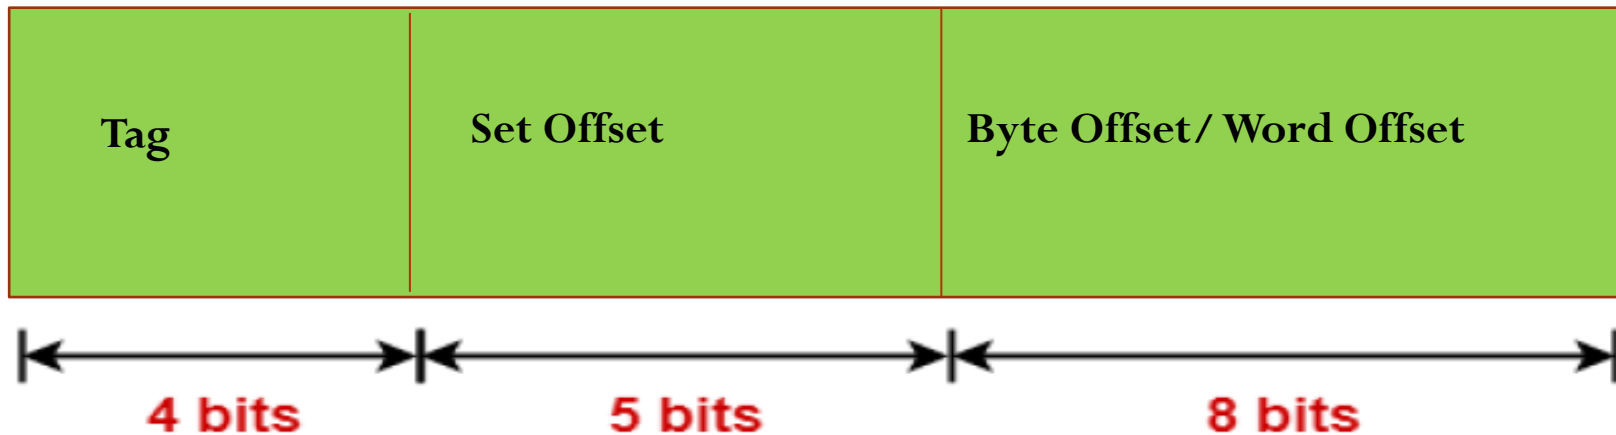 Tag
Set Offset
Byte Offset/ Word Offset
4 bits
5 bits
8 bits